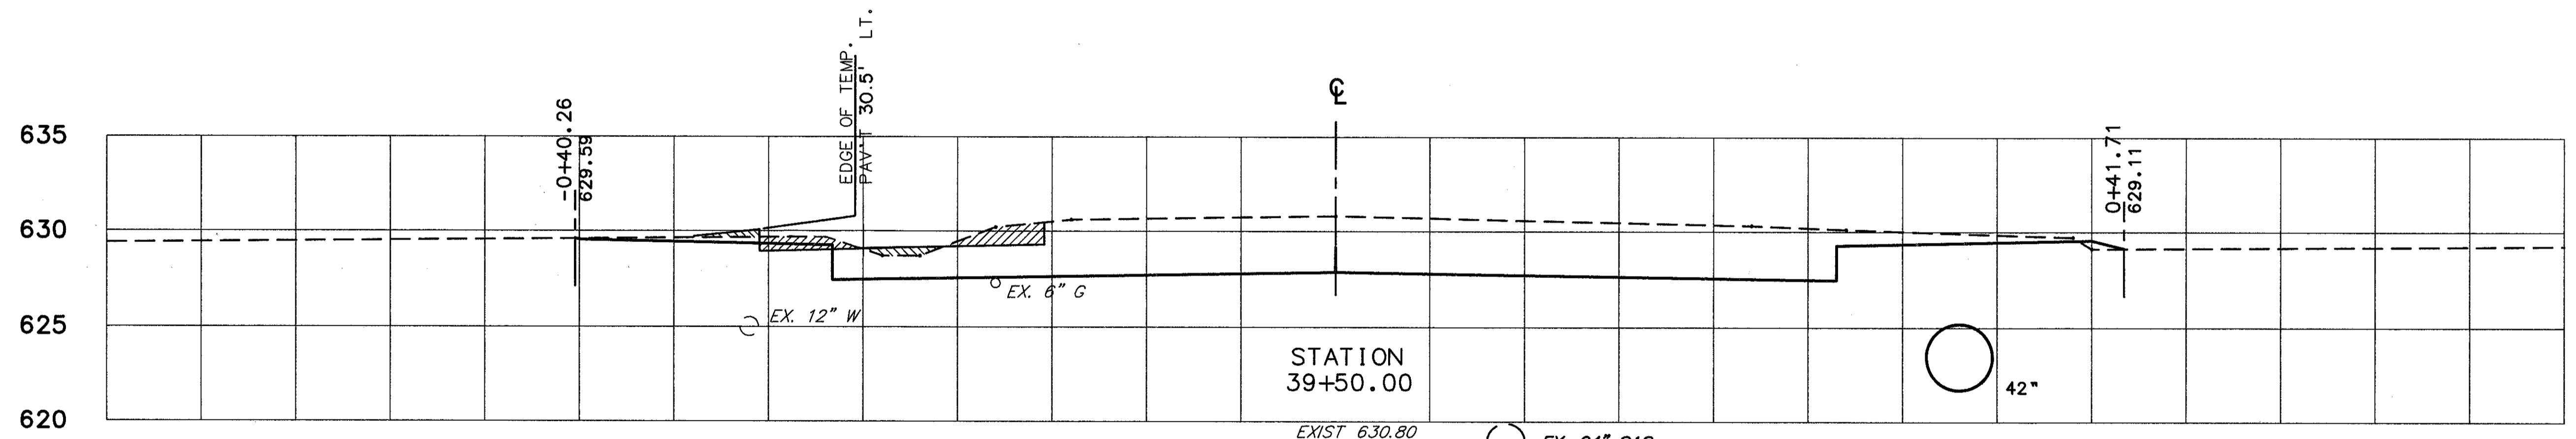 EDGE OF TEMP.
PAV'T 30.5' LT.
-0+40.26
629.59
℄
0+41.71
629.11
635
630
625
620
EX. 12" W
EX. 6" G
STATION
39+50.00
42"
EXIST 630.80